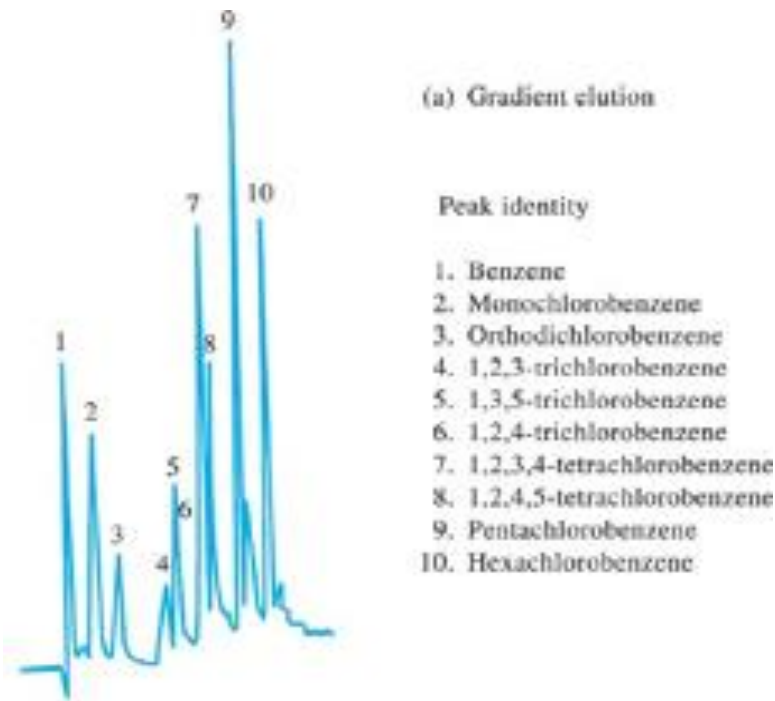 9
(a) Gradient elution
7
10
Peak identity
1. Benzene
2. Monochlorobenzene
3. Orthodichlorobenzene
4. 1,2,3-trichlorobenzene
5. 1,3,5-trichlorobenzene
6. 1,2,4-trichlorobenzene
7. 1,2,3,4-tetrachlorobenzene
8. 1,2,4,5-tetrachlorobenzene
9. Pentachlorobenzene
10. Hexachlorobenzene
1
8
2
5
6
3
4